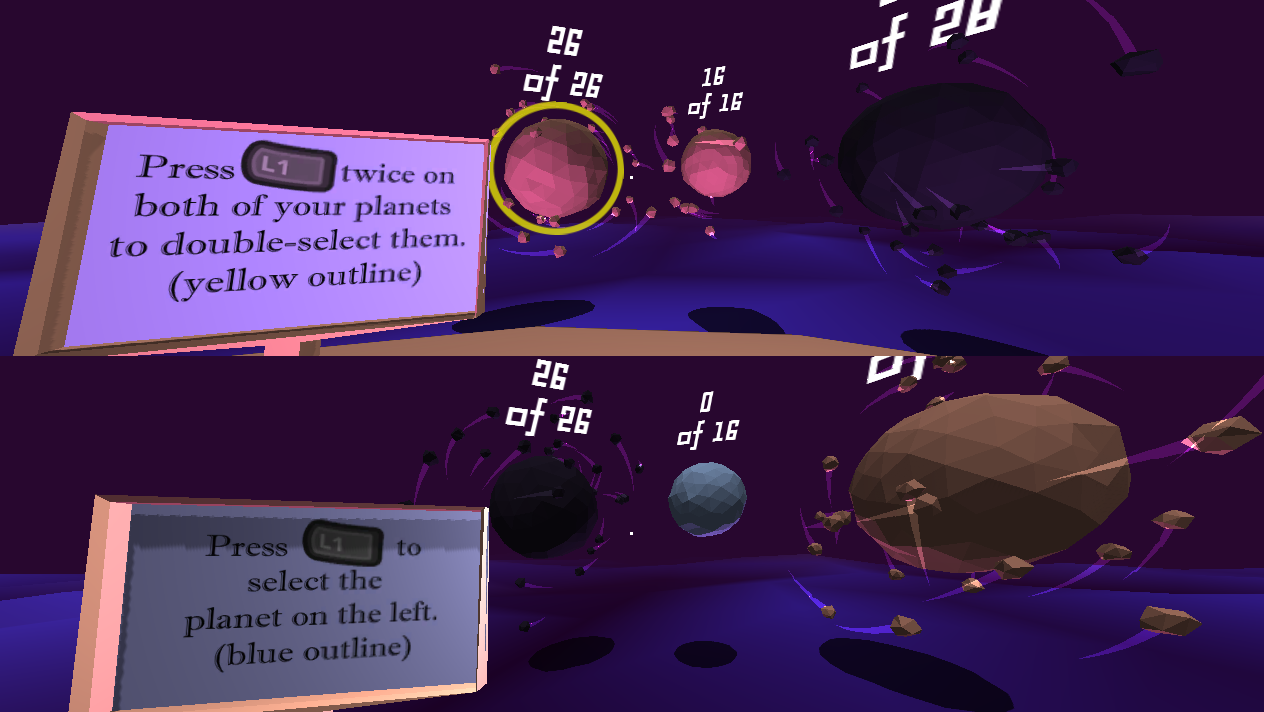 26
of 26
16
of 16
of 28
Press L1 twice on
both of your planets
to double-select them.
(yellow outline)
26
of 26
0
of 16
of
Press L1 to
select the
planet on the left.
(blue outline)